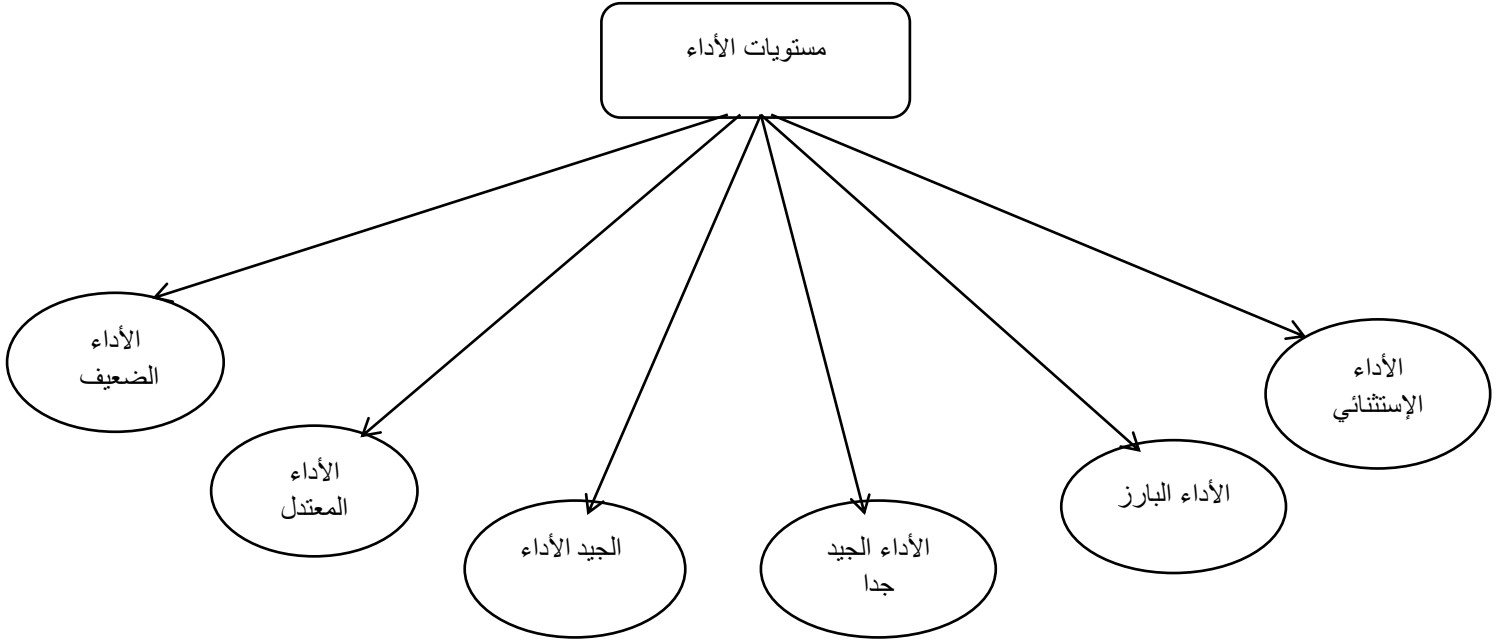 مستويات الأداء
الأداء
الإستثنائي
الأداء البارز
الأداء الجيد
جدا
الجيد الأداء
الأداء
المعتدل
الأداء
الضعيف